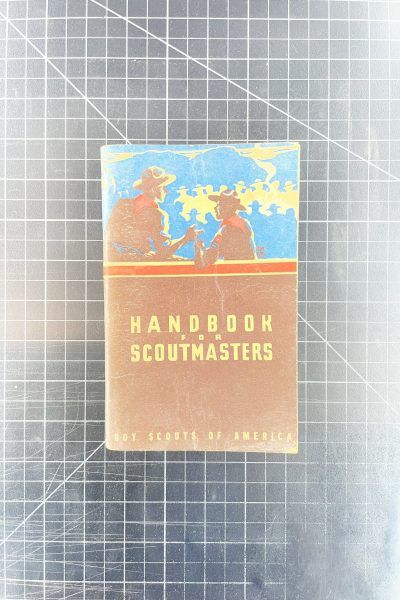 HANDBOOK
FOR
SCOUTMASTERS
BOY SCOUTS OF AMERICA